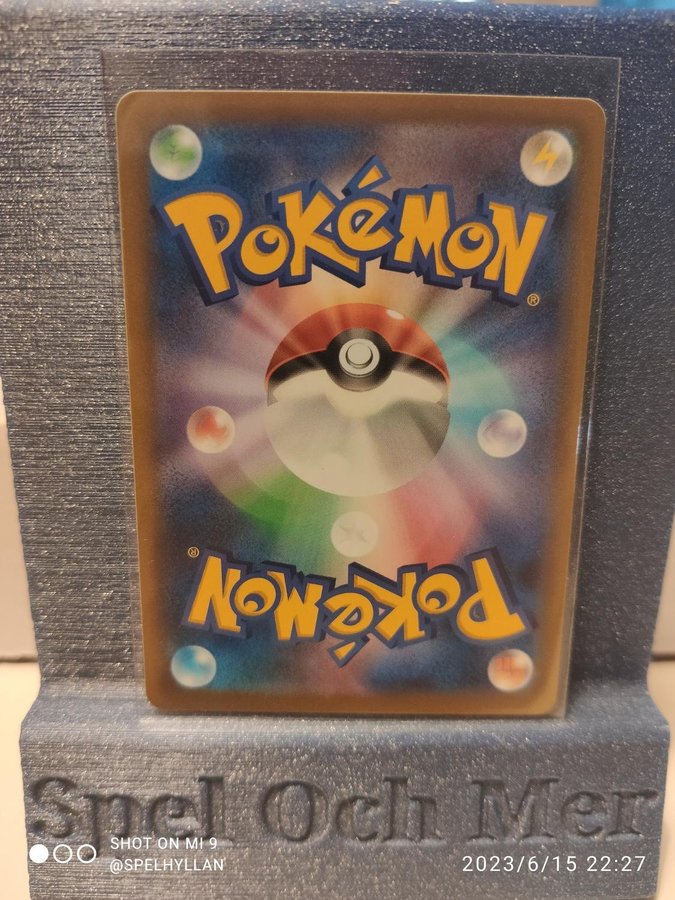 POKéMON
®
®
POKéMON
Spel Och Mer
SHOT ON MI 9
@SPELHYLLAN
2023/6/15 22:27